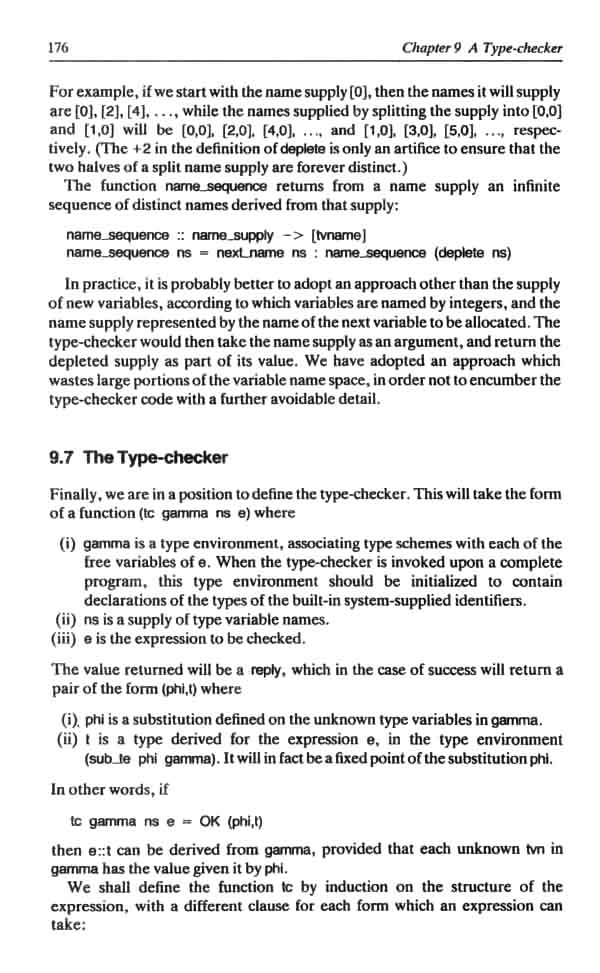 176
Chapter 9 A Type-checker
For example, if we start with the name supply [0], then the names it will supply
are [0], [2], [4], . . ., while the names supplied by splitting the supply into [0,0]
and [1,0] will be [0,0], [2,0], [4,0], ..., and [1,0], [3,0], [5,0], ..., respec-
tively. (The +2 in the definition of deplete is only an artifice to ensure that the
two halves of a split name supply are forever distinct.)
The function name_sequence returns from a name supply an infinite
sequence of distinct names derived from that supply:
name_sequence :: name_supply -> [tvname]
name_sequence ns = next_name ns : name_sequence (deplete ns)
In practice, it is probably better to adopt an approach other than the supply
of new variables, according to which variables are named by integers, and the
name supply represented by the name of the next variable to be allocated. The
type-checker would then take the name supply as an argument, and return the
depleted supply as part of its value. We have adopted an approach which
wastes large portions of the variable name space, in order not to encumber the
type-checker code with a further avoidable detail.
9.7 The Type-checker
Finally, we are in a position to define the type-checker. This will take the form
of a function (tc gamma ns e) where
(i) gamma is a type environment, associating type schemes with each of the
free variables of e. When the type-checker is invoked upon a complete
program, this type environment should be initialized to contain
declarations of the types of the built-in system-supplied identifiers.
(ii) ns is a supply of type variable names.
(iii) e is the expression to be checked.
The value returned will be a reply, which in the case of success will return a
pair of the form (phi,t) where
(i) phi is a substitution defined on the unknown type variables in gamma.
(ii) t is a type derived for the expression e, in the type environment
(sub_te phi gamma). It will in fact be a fixed point of the substitution phi.
In other words, if
tc gamma ns e = OK (phi,t)
then e::t can be derived from gamma, provided that each unknown tvn in
gamma has the value given it by phi.
We shall define the function tc by induction on the structure of the
expression, with a different clause for each form which an expression can
take: